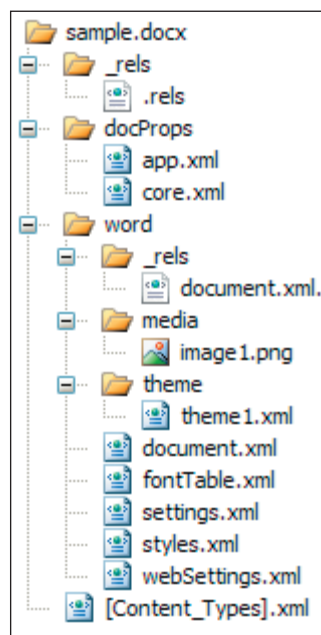 sample.docx
_rels
.rels
docProps
app.xml
core.xml
word
_rels
document.xml.
media
image1.png
theme
theme1.xml
document.xml
fontTable.xml
settings.xml
styles.xml
webSettings.xml
[Content_Types].xml